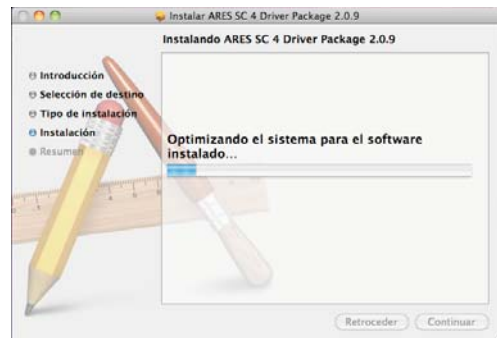 Instalar ARES SC 4 Driver Package 2.0.9
Instalando ARES SC 4 Driver Package 2.0.9
Introducción
Selección de destino
Tipo de instalación
Instalación
Resumen
Optimizando el sistema para el software
instalado...
Retroceder
Continuar